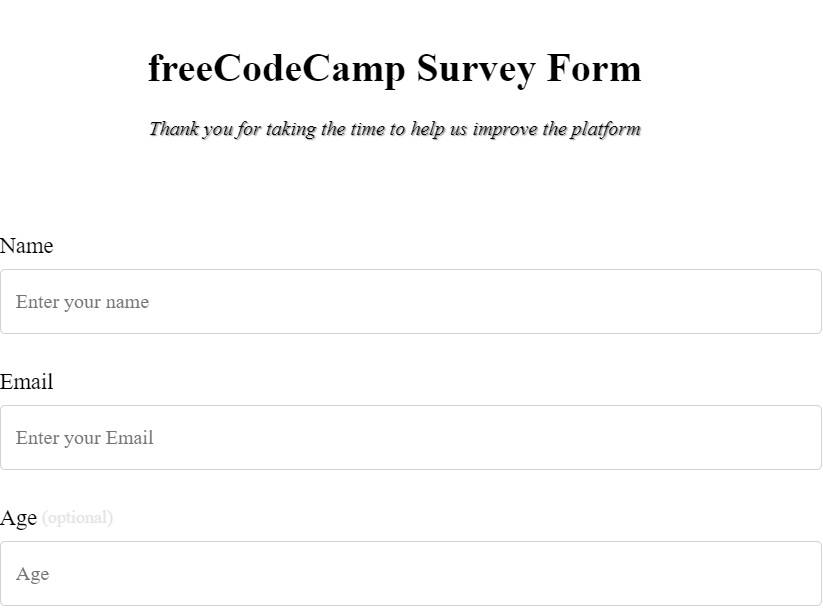 freeCodeCamp Survey Form
Thank you for taking the time to help us improve the platform
Name
Enter your name
Email
Enter your Email
Age (optional)
Age